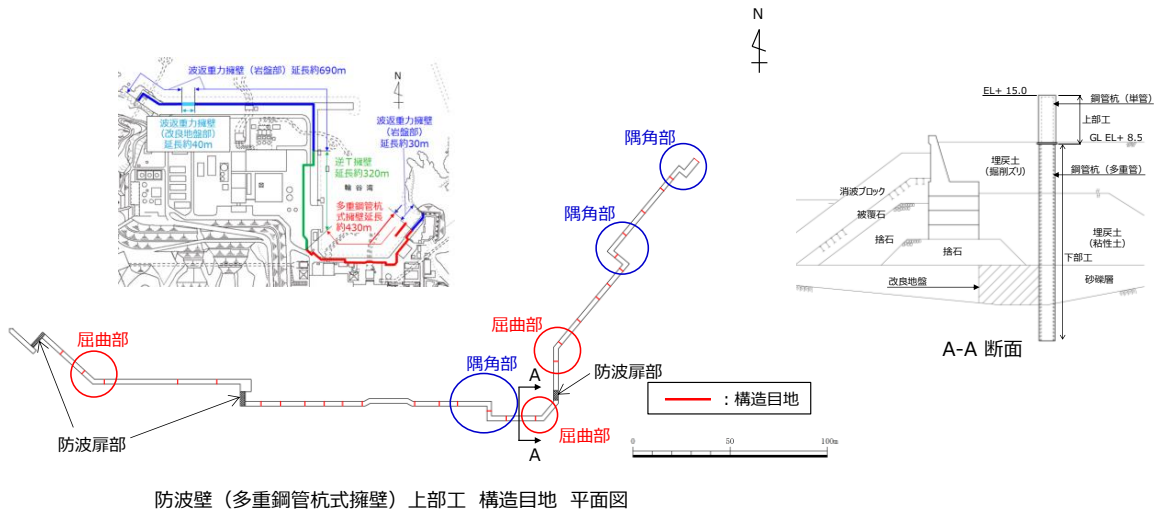 波返重力擁壁（岩盤部）延長約690m
N
波返重力擁壁
（改良地盤部）
延長約40m
波返重力擁壁
（岩盤部）
延長約30m
逆T擁壁
延長約320m
輪谷湾
多重鋼管杭
式擁壁延長
約430m
N
EL+ 15.0
鋼管杭（単管）
上部工
GL EL+ 8.5
埋戻土
（掘削ズリ）
鋼管杭（多重管）
消波ブロック
被覆石
捨石
捨石
埋戻土
（粘性土）
下部工
改良地盤
砂礫層
A-A 断面
隅角部
隅角部
屈曲部
屈曲部
隅角部
A
防波扉部
：構造目地
防波扉部
A
屈曲部
0 50 100m
防波壁（多重鋼管杭式擁壁）上部工 構造目地 平面図